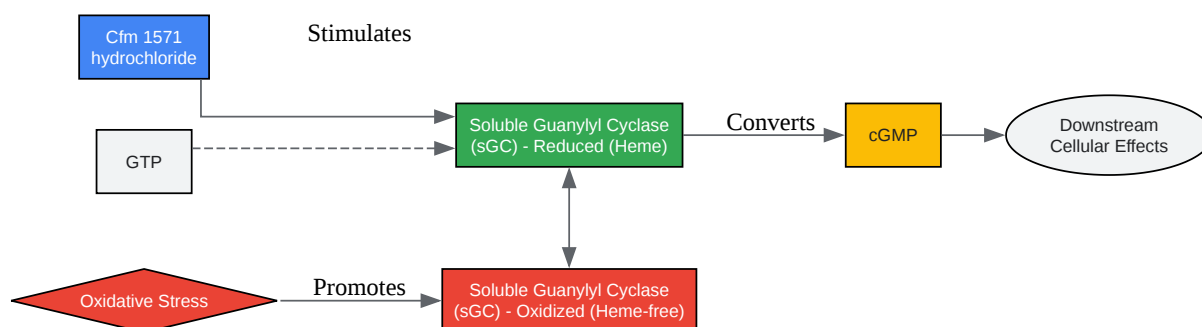 Cfm 1571
hydrochloride
Stimulates
Soluble Guanylyl Cyclase
(sGC) - Reduced (Heme)
GTP
Converts
cGMP
Downstream
Cellular Effects
Oxidative Stress
Promotes
Soluble Guanylyl Cyclase
(sGC) - Oxidized (Heme-free)